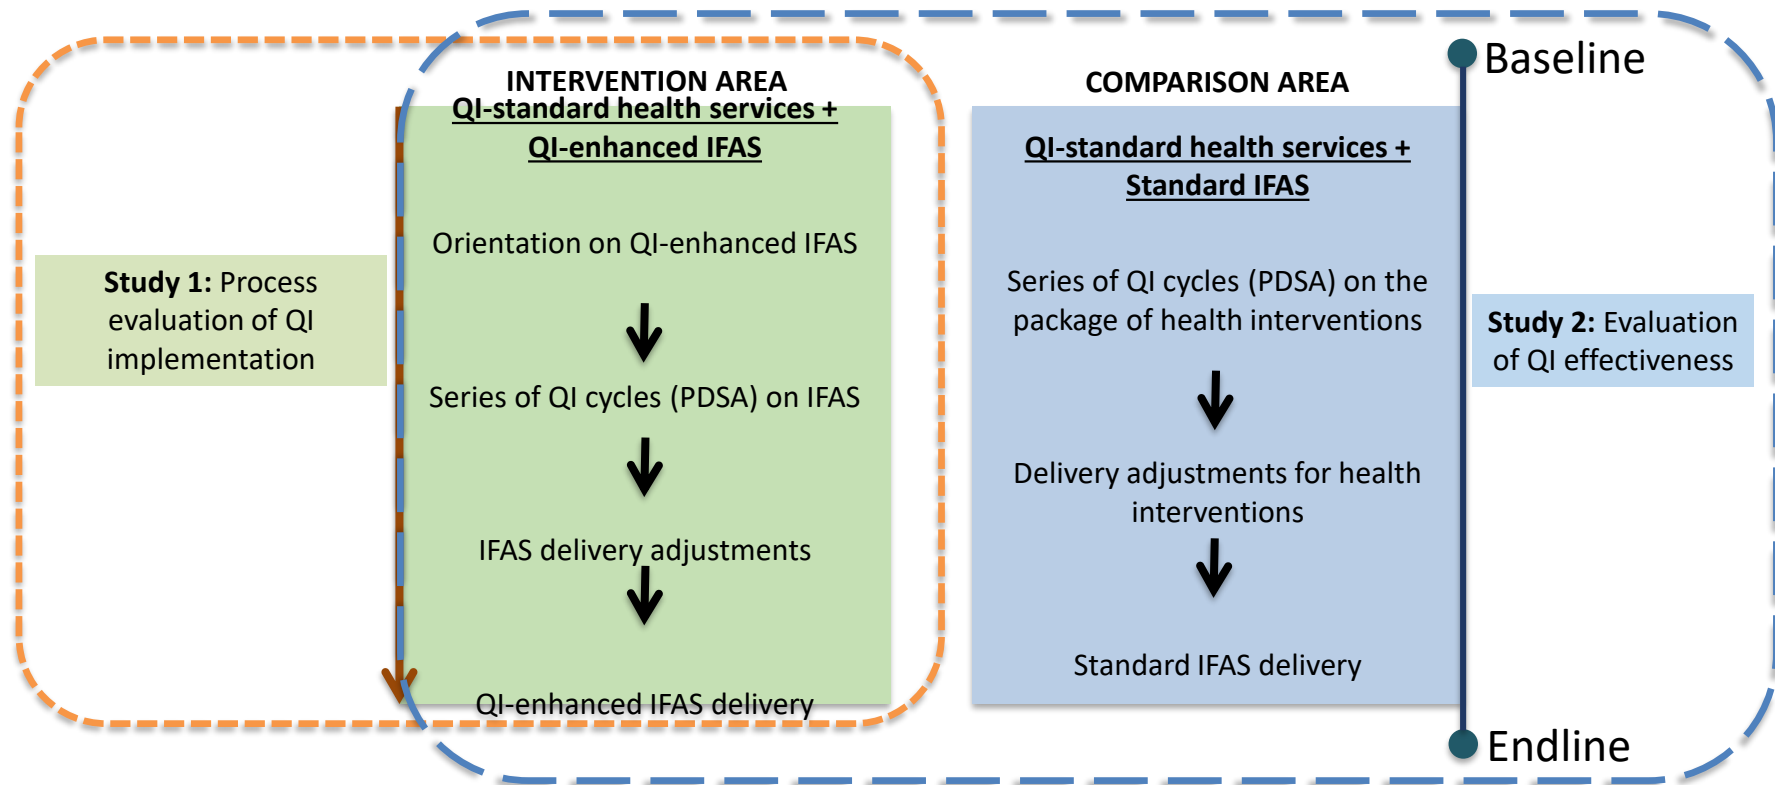 Study 1: Process
evaluation of QI
implementation
INTERVENTION AREA
QI-standard health services +
QI-enhanced IFAS
Orientation on QI-enhanced IFAS
Series of QI cycles (PDSA) on IFAS
IFAS delivery adjustments
QI-enhanced IFAS delivery
COMPARISON AREA
QI-standard health services +
Standard IFAS
Series of QI cycles (PDSA) on the
package of health interventions
Delivery adjustments for health
interventions
Standard IFAS delivery
Baseline
Study 2: Evaluation
of QI effectiveness
Endline